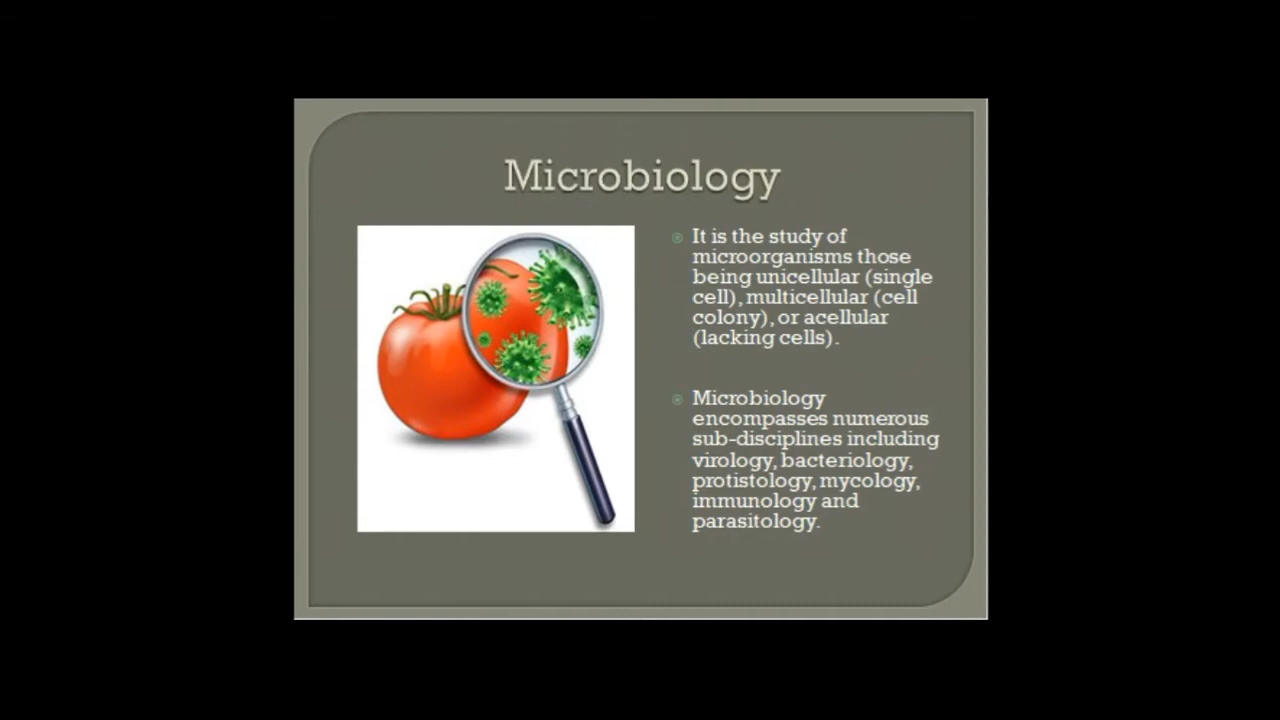 Microbiology
It is the study of
microorganisms those
being unicellular (single
cell), multicellular (cell
colony), or acellular
(lacking cells).
Microbiology
encompasses numerous
sub-disciplines including
virology, bacteriology,
protistology, mycology,
immunology and
parasitology.